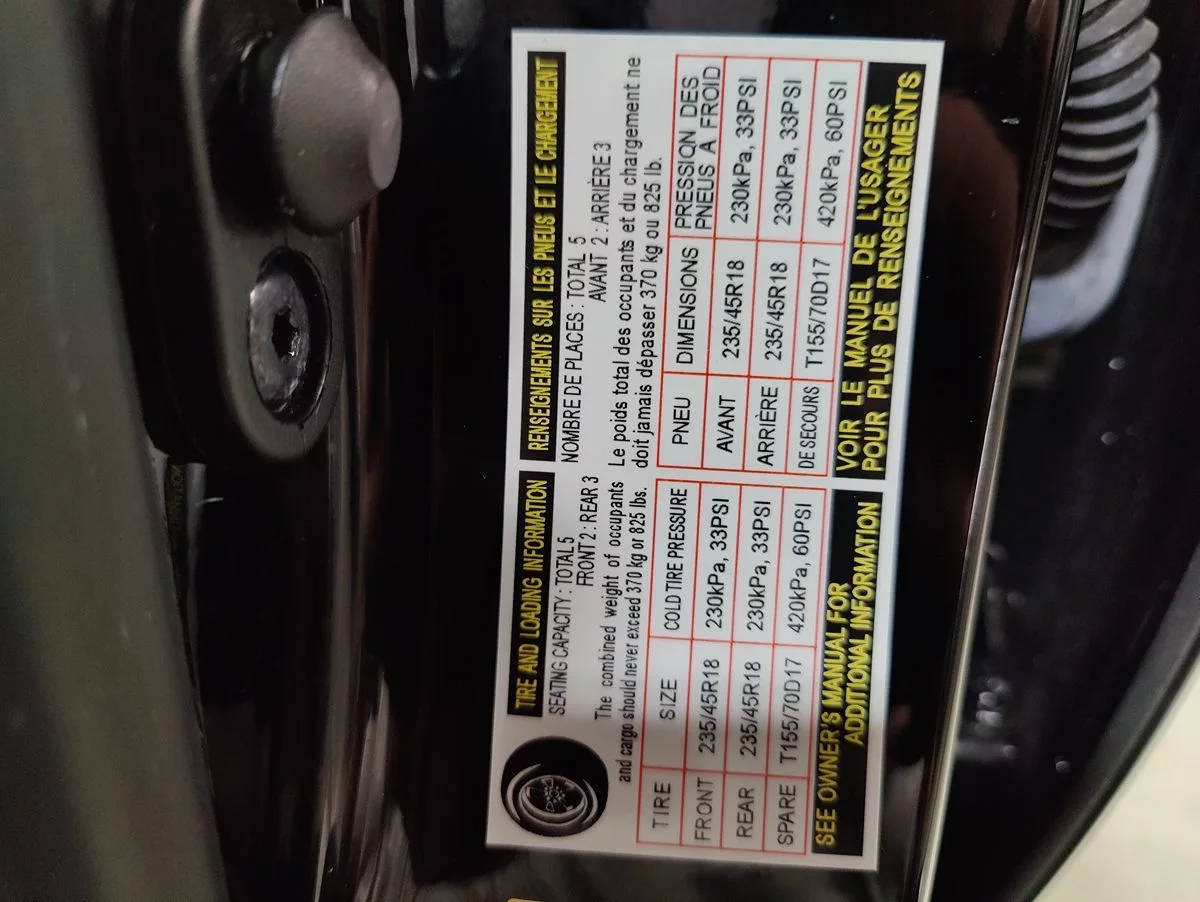 TIRE AND LOADING INFORMATION
SEATING CAPACITY : TOTAL 5
FRONT 2 : REAR 3
The combined weight of occupants
and cargo should never exceed 370 kg or 825 lbs.
TIRE SIZE COLD TIRE PRESSURE
FRONT 235/45R18 230kPa, 33PSI
REAR 235/45R18 230kPa, 33PSI
SPARE T155/70D17 420kPa, 60PSI
SEE OWNER'S MANUAL FOR
ADDITIONAL INFORMATION
RENSEIGNEMENTS SUR LES PNEUS ET LE CHARGEMENT
NOMBRE DE PLACES : TOTAL 5
AVANT 2 : ARRIÈRE 3
Le poids total des occupants et du chargement ne
doit jamais dépasser 370 kg ou 825 lb.
PNEU DIMENSIONS PRESSION DES
PNEUS À FROID
AVANT 235/45R18 230kPa, 33PSI
ARRIÈRE 235/45R18 230kPa, 33PSI
DE SECOURS T155/70D17 420kPa, 60PSI
VOIR LE MANUEL DE L'USAGER
POUR PLUS DE RENSEIGNEMENTS